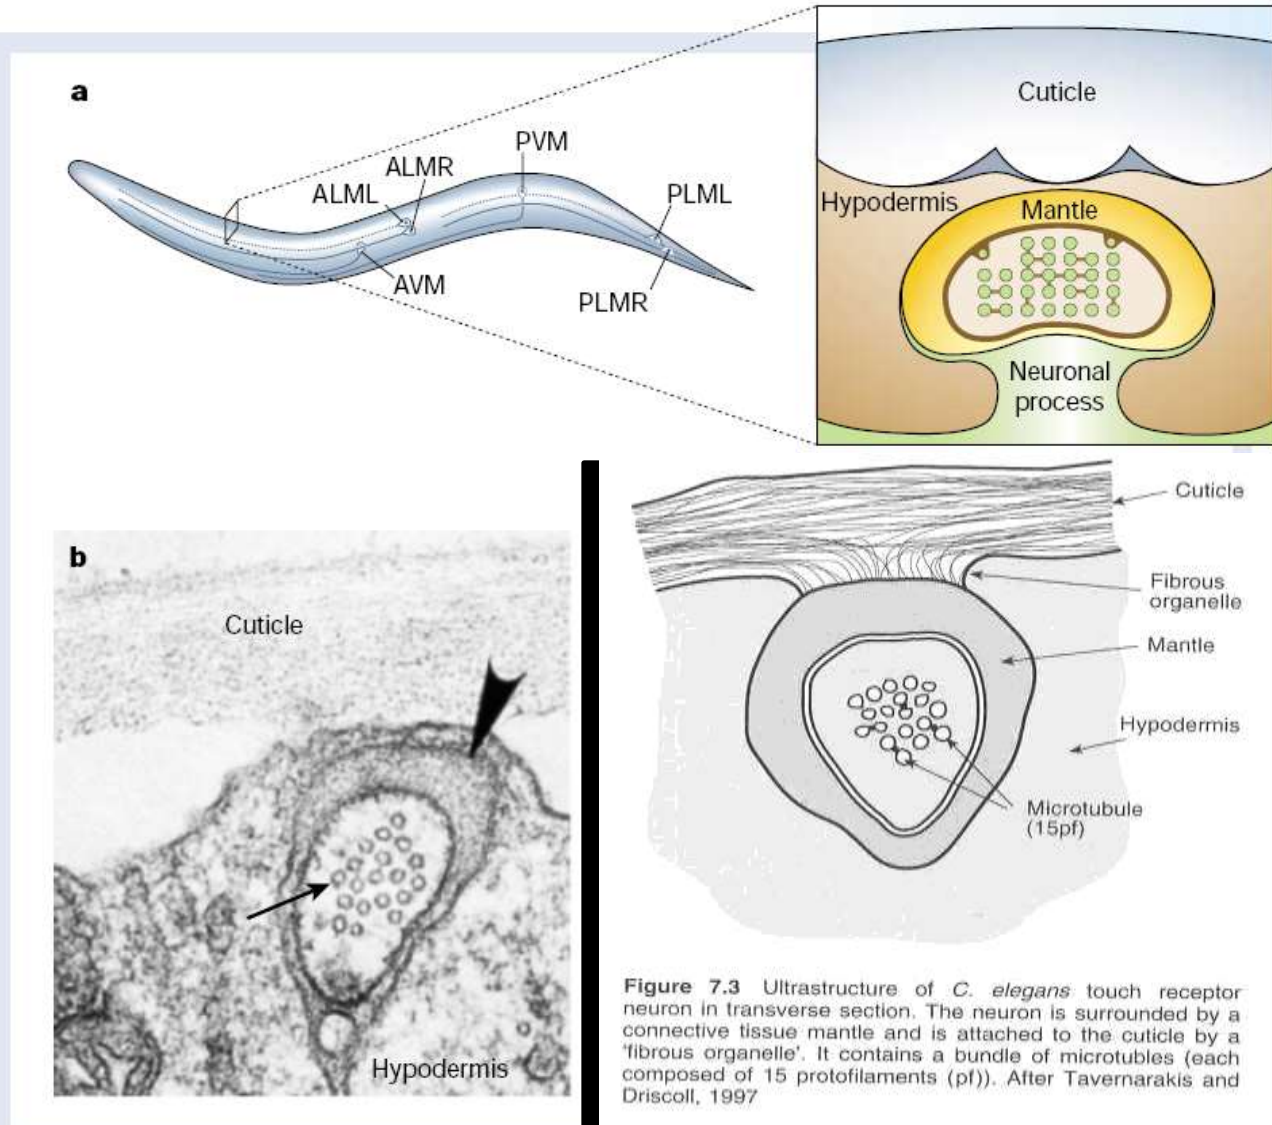 a
PVM
ALMR
ALML
PLML
AVM
PLMR
Cuticle
Hypodermis
Mantle
Neuronal
process
b
Cuticle
Hypodermis
Cuticle
Fibrous
organelle
Mantle
Hypodermis
Microtubule
(15pf)
Figure 7.3 Ultrastructure of C. elegans touch receptor
neuron in transverse section. The neuron is surrounded by a
connective tissue mantle and is attached to the cuticle by a
'fibrous organelle'. It contains a bundle of microtubles (each
composed of 15 protofilaments (pf)). After Tavernarakis and
Driscoll, 1997